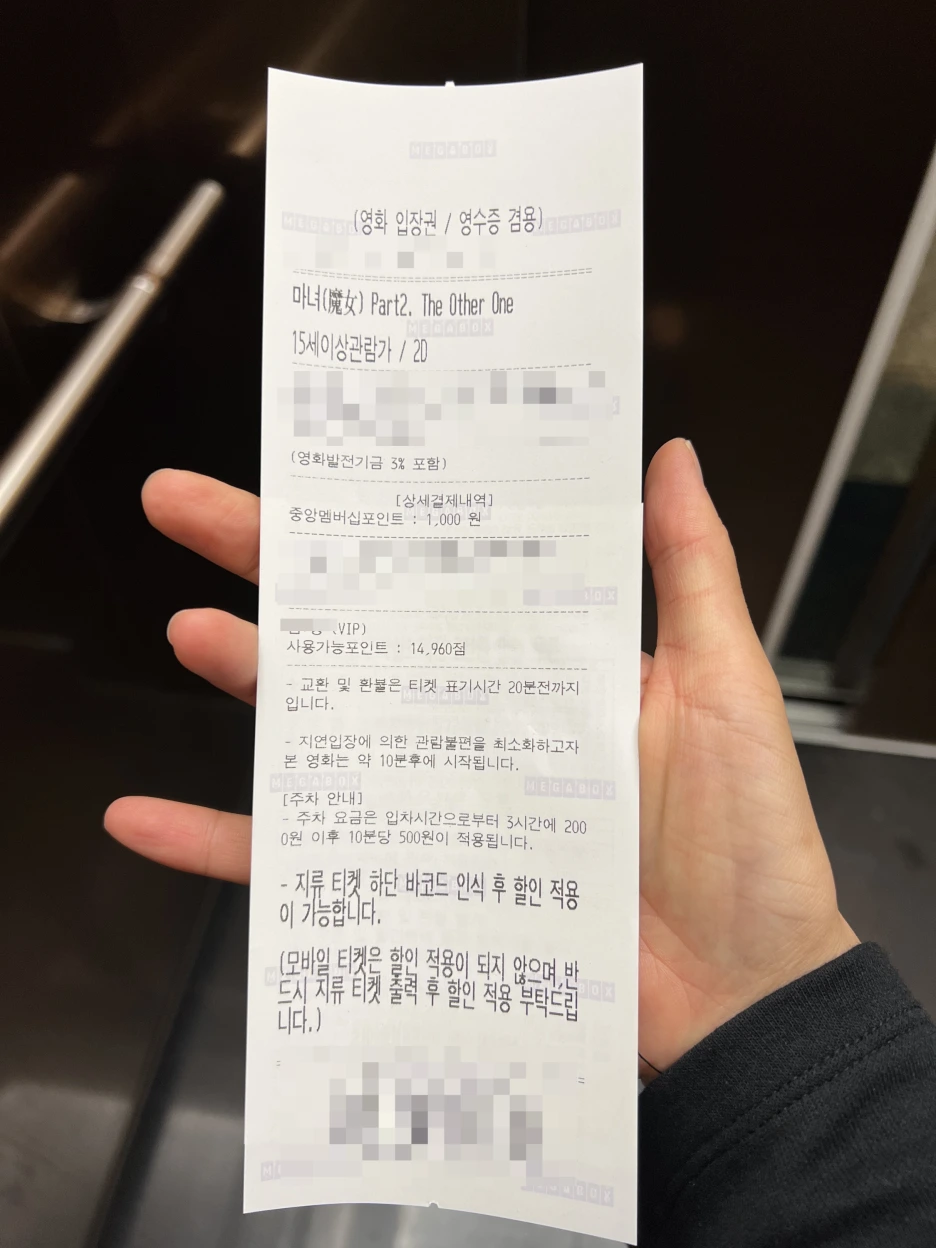 MEGABOX
(영화 입장권 / 영수증 겸용)
마녀(魔女) Part2. The Other One
MEGABOX
15세이상관람가 / 2D
(영화발전기금 3% 포함)
[상세결제내역]
중앙멤버십포인트 : 1,000 원
(VIP)
사용가능포인트 : 14,960점
- 교환 및 환불은 티켓 표기시간 20분전까지
입니다.
- 지연입장에 의한 관람불편을 최소화하고자
본 영화는 약 10분후에 시작됩니다.
MEGABOX MEGABOX
[주차 안내]
- 주차 요금은 입차시간으로부터 3시간에 200
0원 이후 10분당 500원이 적용됩니다.
- 지류 티켓 하단 바코드 인식 후 할인 적용
이 가능합니다.
(모바일 티켓은 할인 적용이 되지 않으며,반
드시 지류 티켓 출력 후 할인 적용 부탁드립
니다.)